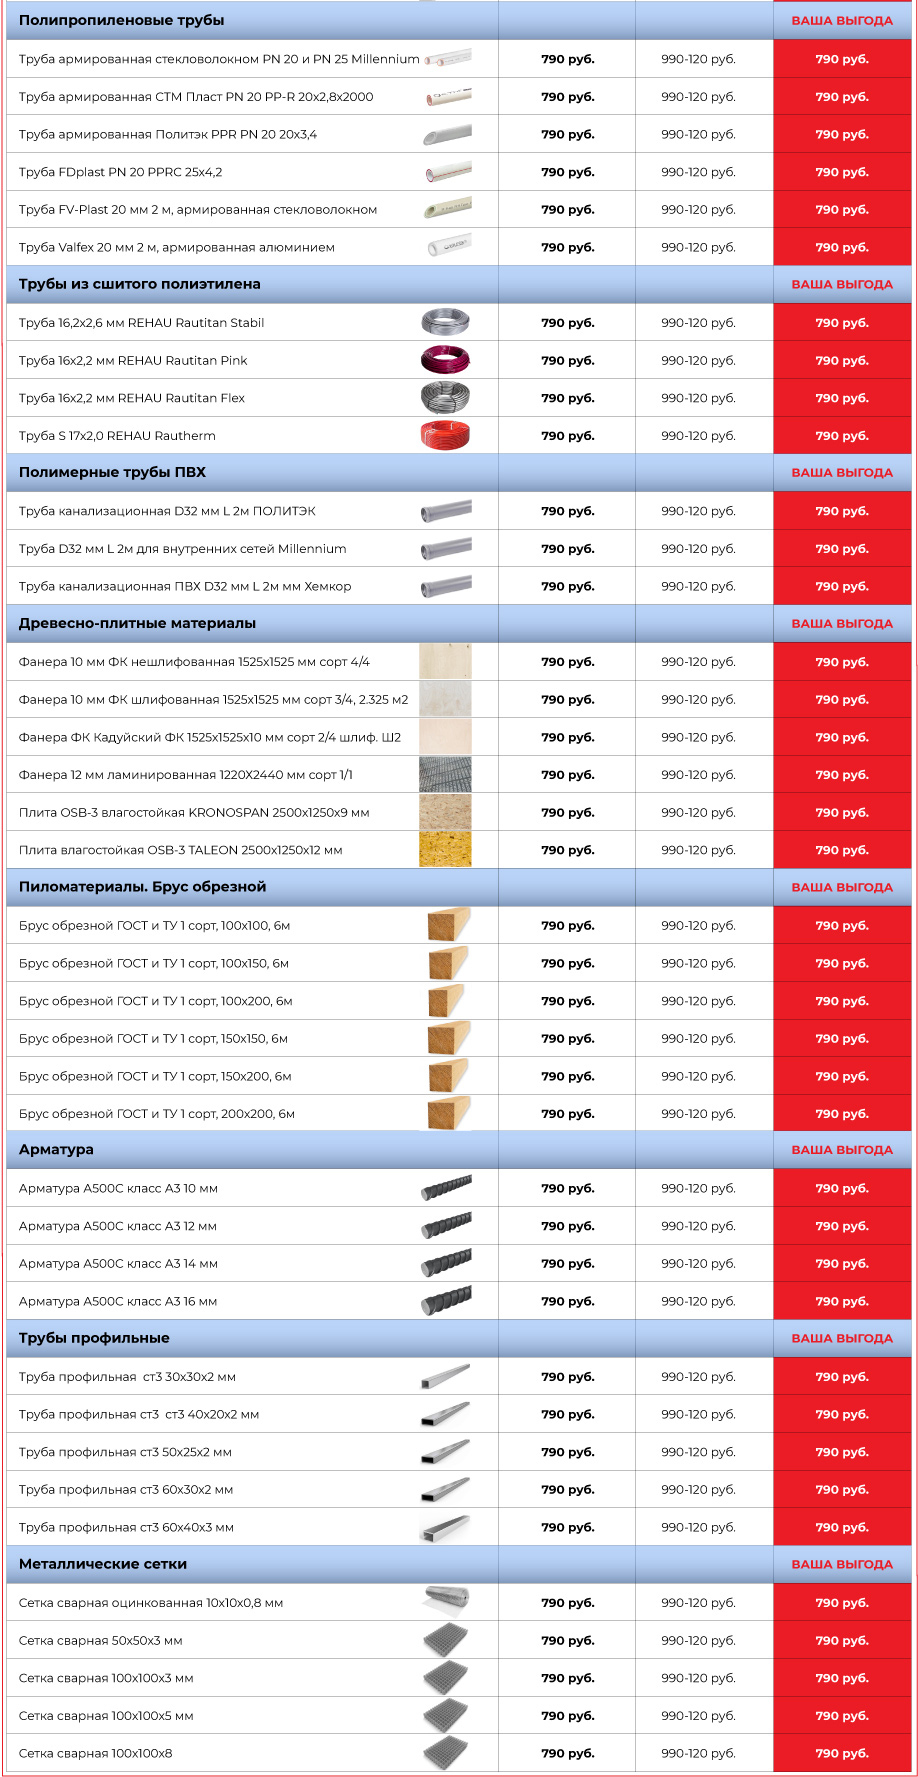 Полипропиленовые трубы ВАША ВЫГОДА
Труба армированная стекловолокном PN 20 и PN 25 Millennium 790 руб. 990-120 руб. 790 руб.
Труба армированная СТМ Пласт PN 20 PP-R 20x2,8x2000 790 руб. 990-120 руб. 790 руб.
Труба армированная Политэк PPR PN 20 20x3,4 790 руб. 990-120 руб. 790 руб.
Труба FDplast PN 20 PPRC 25x4,2 790 руб. 990-120 руб. 790 руб.
Труба FV-Plast 20 мм 2 м, армированная стекловолокном 790 руб. 990-120 руб. 790 руб.
Труба Valfex 20 мм 2 м, армированная алюминием 790 руб. 990-120 руб. 790 руб.
Трубы из сшитого полиэтилена ВАША ВЫГОДА
Труба 16,2x2,6 мм REHAU Rautitan Stabil 790 руб. 990-120 руб. 790 руб.
Труба 16x2,2 мм REHAU Rautitan Pink 790 руб. 990-120 руб. 790 руб.
Труба 16x2,2 мм REHAU Rautitan Flex 790 руб. 990-120 руб. 790 руб.
Труба S 17x2,0 REHAU Rautherm 790 руб. 990-120 руб. 790 руб.
Полимерные трубы ПВХ ВАША ВЫГОДА
Труба канализационная D32 мм L 2м ПОЛИТЭК 790 руб. 990-120 руб. 790 руб.
Труба D32 мм L 2м для внутренних сетей Millennium 790 руб. 990-120 руб. 790 руб.
Труба канализационная ПВХ D32 мм L 2м мм Хемкор 790 руб. 990-120 руб. 790 руб.
Древесно-плитные материалы ВАША ВЫГОДА
Фанера 10 мм ФК нешлифованная 1525x1525 мм сорт 4/4 790 руб. 990-120 руб. 790 руб.
Фанера 10 мм ФК шлифованная 1525x1525 мм сорт 3/4, 2.325 м2 790 руб. 990-120 руб. 790 руб.
Фанера ФК Кадуйский ФК 1525x1525x10 мм сорт 2/4 шлиф. Ш2 790 руб. 990-120 руб. 790 руб.
Фанера 12 мм ламинированная 1220X2440 мм сорт 1/1 790 руб. 990-120 руб. 790 руб.
Плита OSB-3 влагостойкая KRONOSPAN 2500x1250x9 мм 790 руб. 990-120 руб. 790 руб.
Плита влагостойкая OSB-3 TALEON 2500x1250x12 мм 790 руб. 990-120 руб. 790 руб.
Пиломатериалы. Брус обрезной ВАША ВЫГОДА
Брус обрезной ГОСТ и ТУ 1 сорт, 100x100, 6м 790 руб. 990-120 руб. 790 руб.
Брус обрезной ГОСТ и ТУ 1 сорт, 100x150, 6м 790 руб. 990-120 руб. 790 руб.
Брус обрезной ГОСТ и ТУ 1 сорт, 100x200, 6м 790 руб. 990-120 руб. 790 руб.
Брус обрезной ГОСТ и ТУ 1 сорт, 150x150, 6м 790 руб. 990-120 руб. 790 руб.
Брус обрезной ГОСТ и ТУ 1 сорт, 150x200, 6м 790 руб. 990-120 руб. 790 руб.
Брус обрезной ГОСТ и ТУ 1 сорт, 200x200, 6м 790 руб. 990-120 руб. 790 руб.
Арматура ВАША ВЫГОДА
Арматура А500С класс А3 10 мм 790 руб. 990-120 руб. 790 руб.
Арматура А500С класс А3 12 мм 790 руб. 990-120 руб. 790 руб.
Арматура А500С класс А3 14 мм 790 руб. 990-120 руб. 790 руб.
Арматура А500С класс А3 16 мм 790 руб. 990-120 руб. 790 руб.
Трубы профильные ВАША ВЫГОДА
Труба профильная ст3 30x30x2 мм 790 руб. 990-120 руб. 790 руб.
Труба профильная ст3 ст3 40x20x2 мм 790 руб. 990-120 руб. 790 руб.
Труба профильная ст3 50x25x2 мм 790 руб. 990-120 руб. 790 руб.
Труба профильная ст3 60x30x2 мм 790 руб. 990-120 руб. 790 руб.
Труба профильная ст3 60x40x3 мм 790 руб. 990-120 руб. 790 руб.
Металлические сетки ВАША ВЫГОДА
Сетка сварная оцинкованная 10x10x0,8 мм 790 руб. 990-120 руб. 790 руб.
Сетка сварная 50x50x3 мм 790 руб. 990-120 руб. 790 руб.
Сетка сварная 100x100x3 мм 790 руб. 990-120 руб. 790 руб.
Сетка сварная 100x100x5 мм 790 руб. 990-120 руб. 790 руб.
Сетка сварная 100x100x8 790 руб. 990-120 руб. 790 руб.